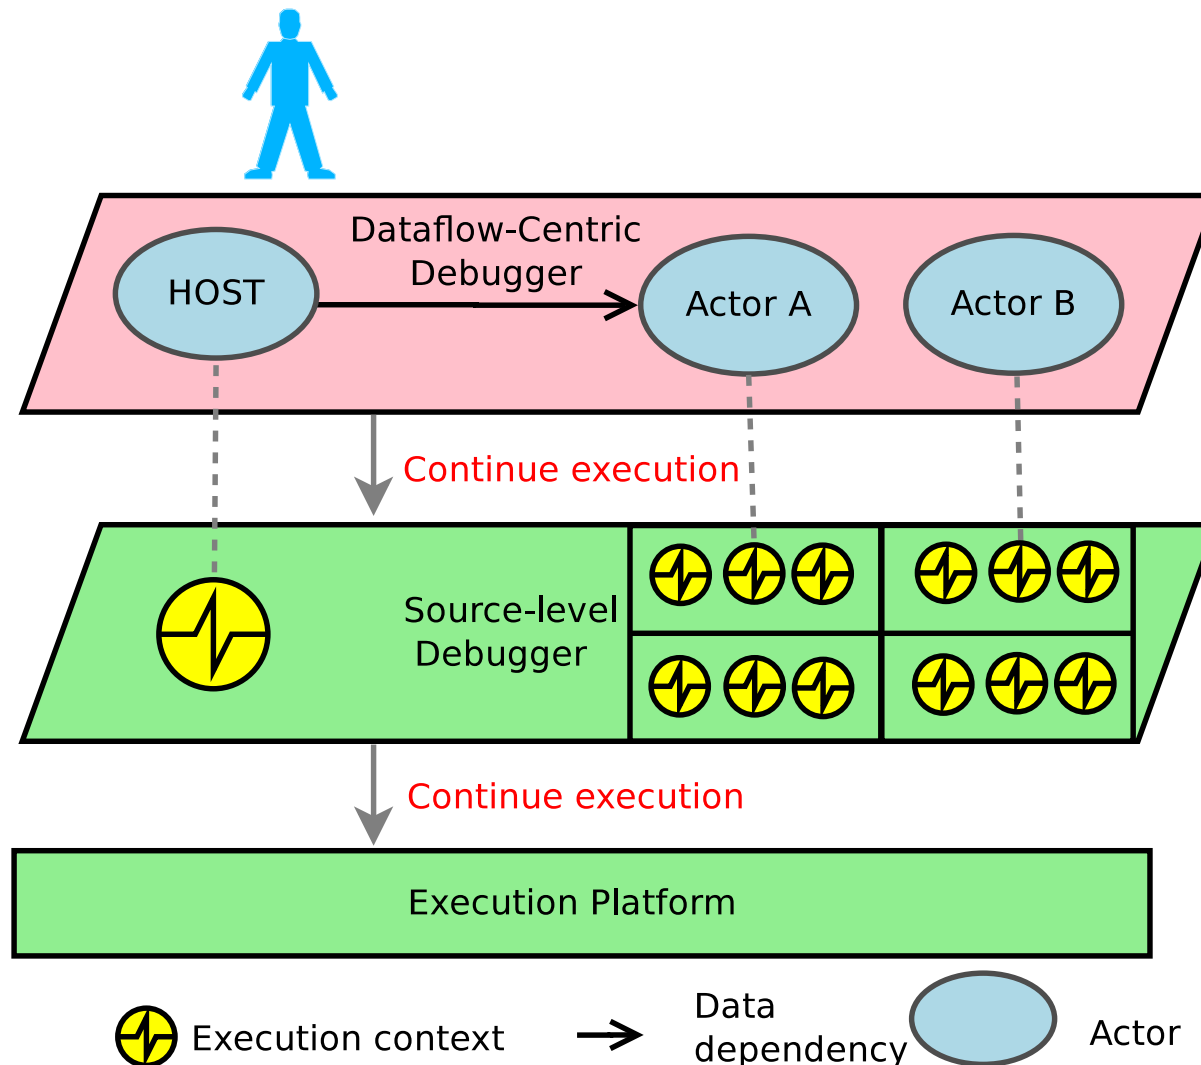 Dataflow-Centric
Debugger
HOST
Actor A
Actor B
Continue execution
Source-level
Debugger
Continue execution
Execution Platform
Execution context
Data
dependency
Actor